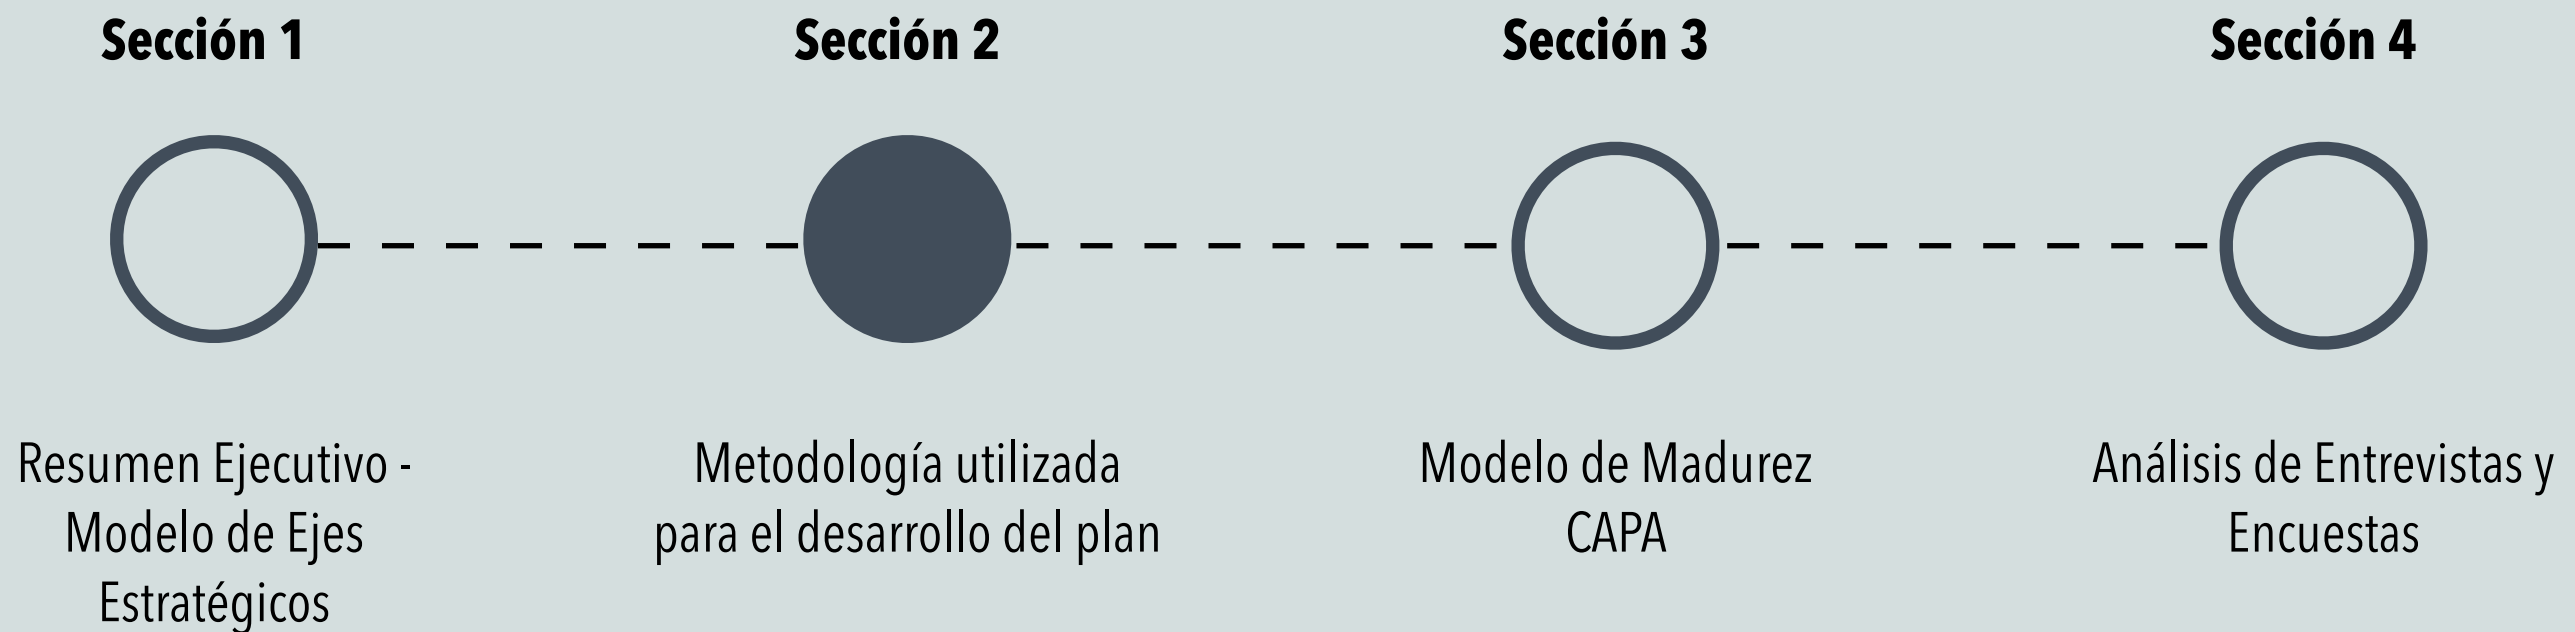 Sección 1
Sección 2
Sección 3
Sección 4
Resumen Ejecutivo -
Modelo de Ejes
Estratégicos
Metodología utilizada
para el desarrollo del plan
Modelo de Madurez
CAPA
Análisis de Entrevistas y
Encuestas